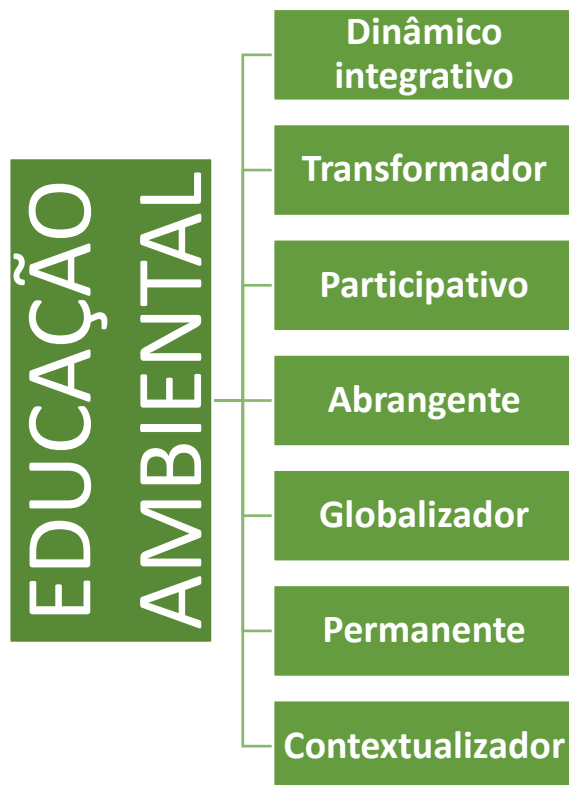 EDUCAÇÃO
AMBIENTAL
Dinâmico
integrativo
Transformador
Participativo
Abrangente
Globalizador
Permanente
Contextualizador